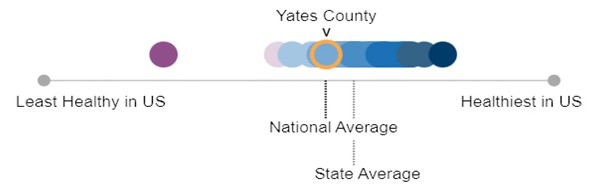 Yates County
v
Least Healthy in US
Healthiest in US
National Average
State Average